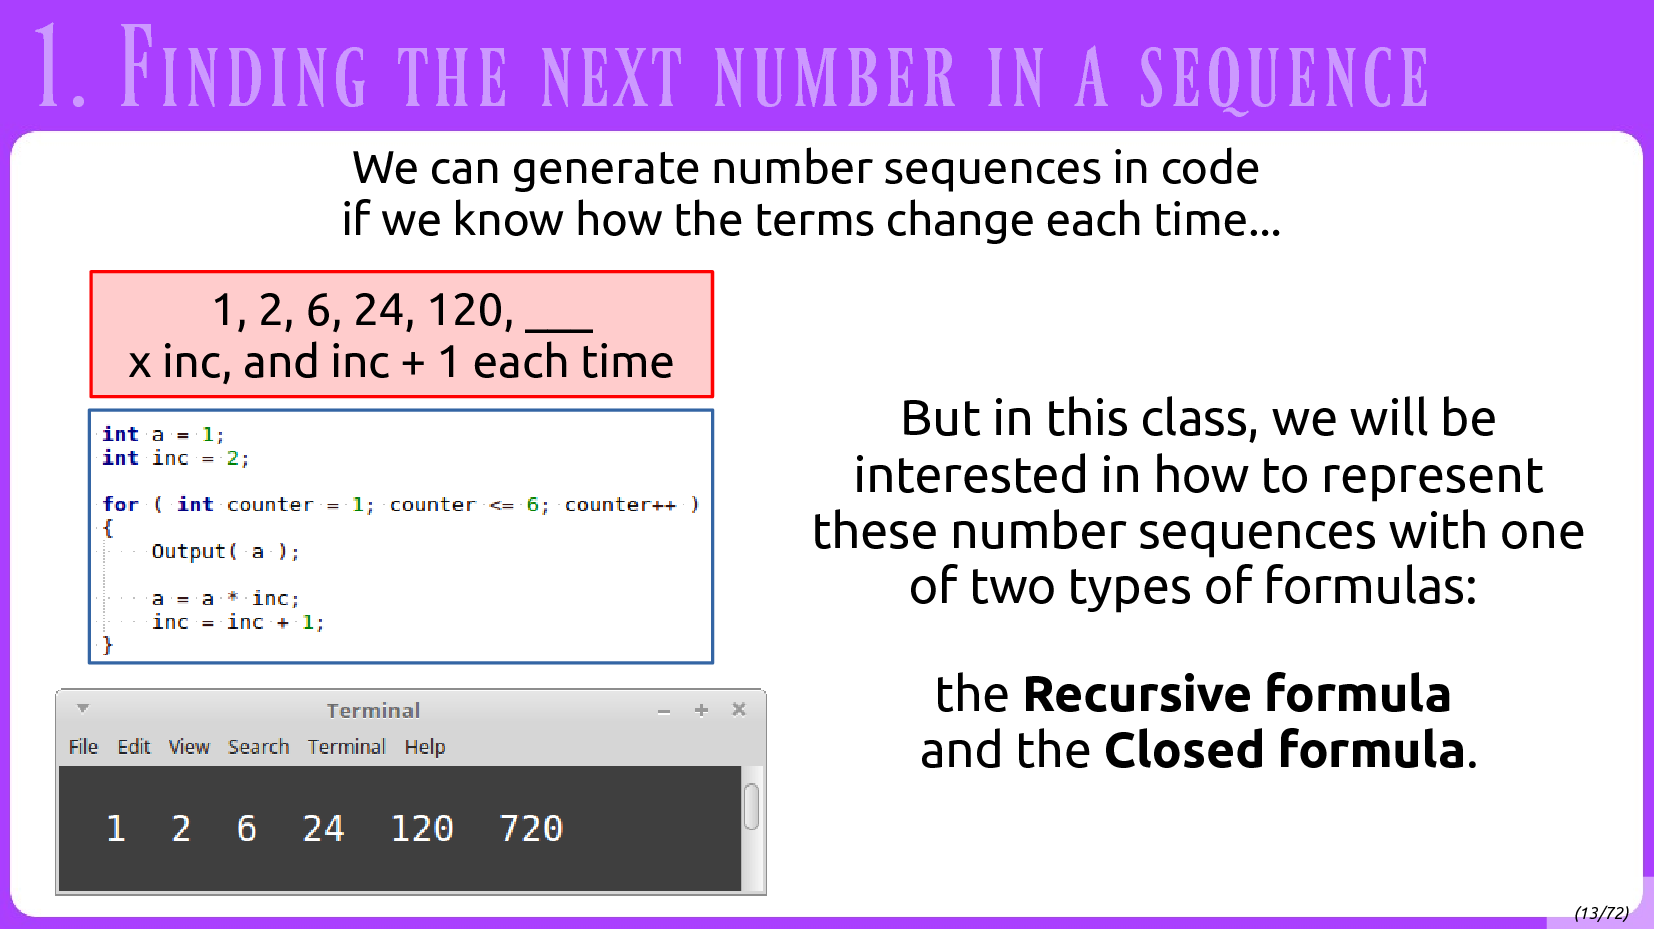 1. Finding the next number in a sequence
We can generate number sequences in code
if we know how the terms change each time...
1, 2, 6, 24, 120, ___
x inc, and inc + 1 each time
int a = 1;
int inc = 2;
for ( int counter = 1; counter <= 6; counter++ )
{
Output( a );
a = a * inc;
inc = inc + 1;
}
Terminal
File Edit View Search Terminal Help
1 2 6 24 120 720
But in this class, we will be
interested in how to represent
these number sequences with one
of two types of formulas:
the Recursive formula
and the Closed formula.
(13/72)